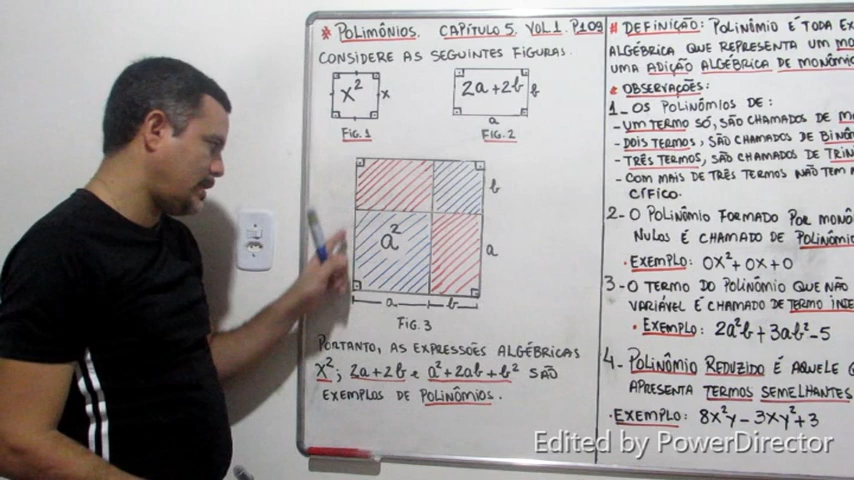 * POLIMÔNIOS. CAPÍTULO 5. VOL.1. P.109
CONSIDERE AS SEGUINTES FIGURAS.
x²
x
FIG.1
2a+2b
b
a
FIG.2
b
a²
a
a
b
FIG.3
PORTANTO, AS EXPRESSÕES ALGÉBRICAS
X²; 2a+2b e a²+2ab+b² SÃO
EXEMPLOS DE POLINÔMIOS.
# DEFINIÇÃO: POLINÔMIO É TODA
ALGÉBRICA QUE REPRESENTA UM
UMA ADIÇÃO ALGÉBRICA DE
* OBSERVAÇÕES:
1_ OS POLINÔMIOS DE:
-UM TERMO SÓ, SÃO CHAMADOS DE
-DOIS TERMOS, SÃO CHAMADOS DE
-TRÊS TERMOS, SÃO CHAMADOS DE
-COM MAIS DE TRÊS TERMOS NÃO TEM
CÍFICO.
2- O POLINÔMIO FORMADO POR
NULOS É CHAMADO DE
• EXEMPLO: 0X²+0X+0
3-O TERMO DO POLINÔMIO QUE NÃO
VARIÁVEL É CHAMADO DE TERMO
• EXEMPLO: 2a²b+3ab²-5
4- POLINÔMIO REDUZIDO É AQUELE
APRESENTA TERMOS SEMELHANTES
•EXEMPLO: 8X²y-3Xy²+3
Edited by PowerDirector